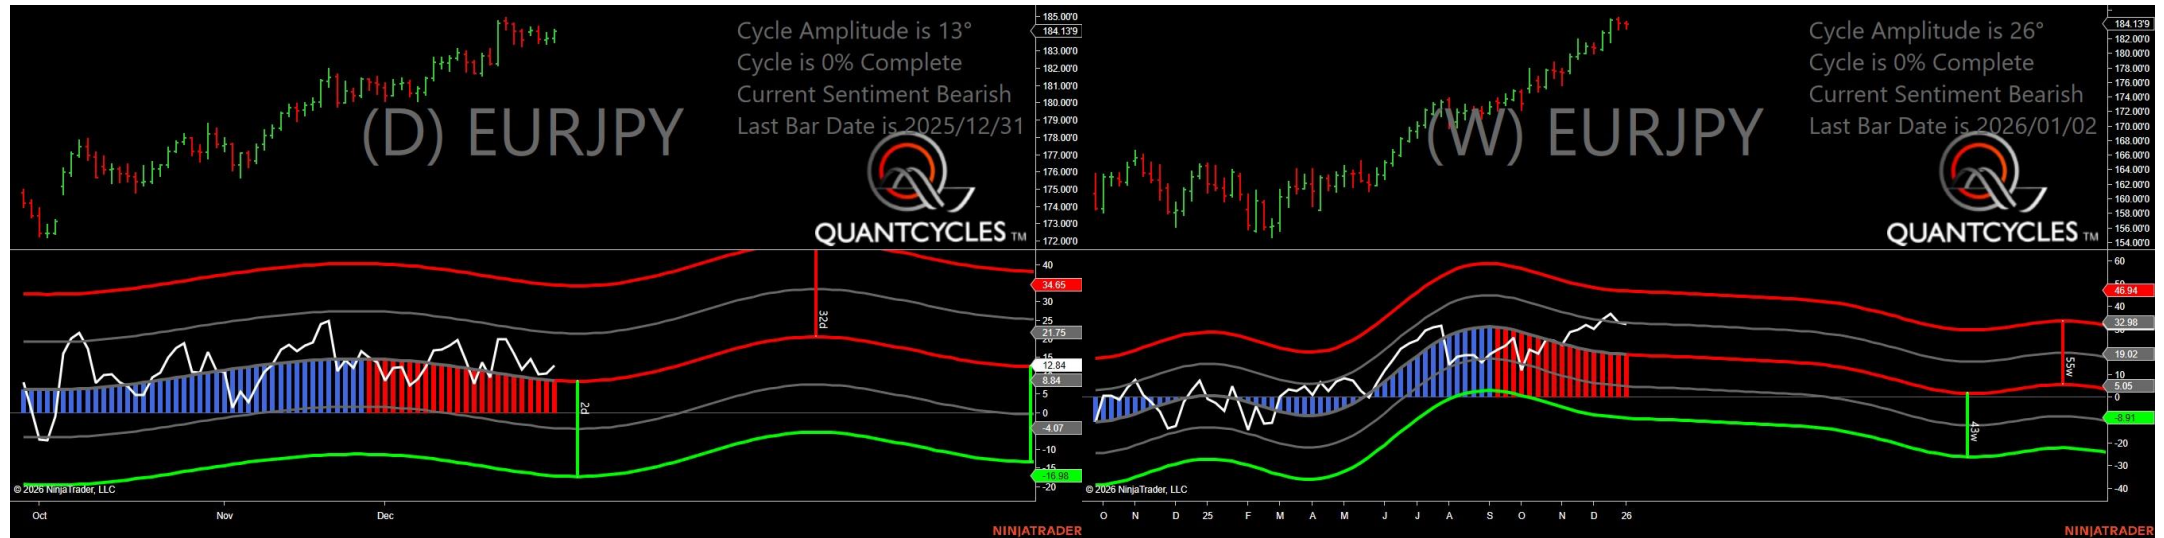 Cycle Amplitude is 13°
Cycle is 0% Complete
Current Sentiment Bearish
Last Bar Date is 2025/12/31
(D) EURJPY
QUANTCYCLES TM
185.00'0
184.13'9
183.00'0
182.00'0
181.00'0
180.00'0
179.00'0
178.00'0
177.00'0
176.00'0
175.00'0
174.00'0
173.00'0
172.00'0
40
34.65
30
25
21.75
20
15
12.84
8.84
5
0
-4.07
-10
-15
-16.98
-20
32d
2d
© 2026 NinjaTrader, LLC
Oct Nov Dec
NINJATRADER
Cycle Amplitude is 26°
Cycle is 0% Complete
Current Sentiment Bearish
Last Bar Date is 2026/01/02
(W) EURJPY
QUANTCYCLES TM
184.13'9
182.00'0
180.00'0
178.00'0
176.00'0
174.00'0
172.00'0
170.00'0
168.00'0
166.00'0
164.00'0
162.00'0
160.00'0
158.00'0
156.00'0
154.00'0
60
46.94
40
32.98
30
19.02
10
5.05
0
-8.91
-20
-30
-40
55w
43w
© 2026 NinjaTrader, LLC
O N D 25 F M A M J J A S O N D 26
NINJATRADER